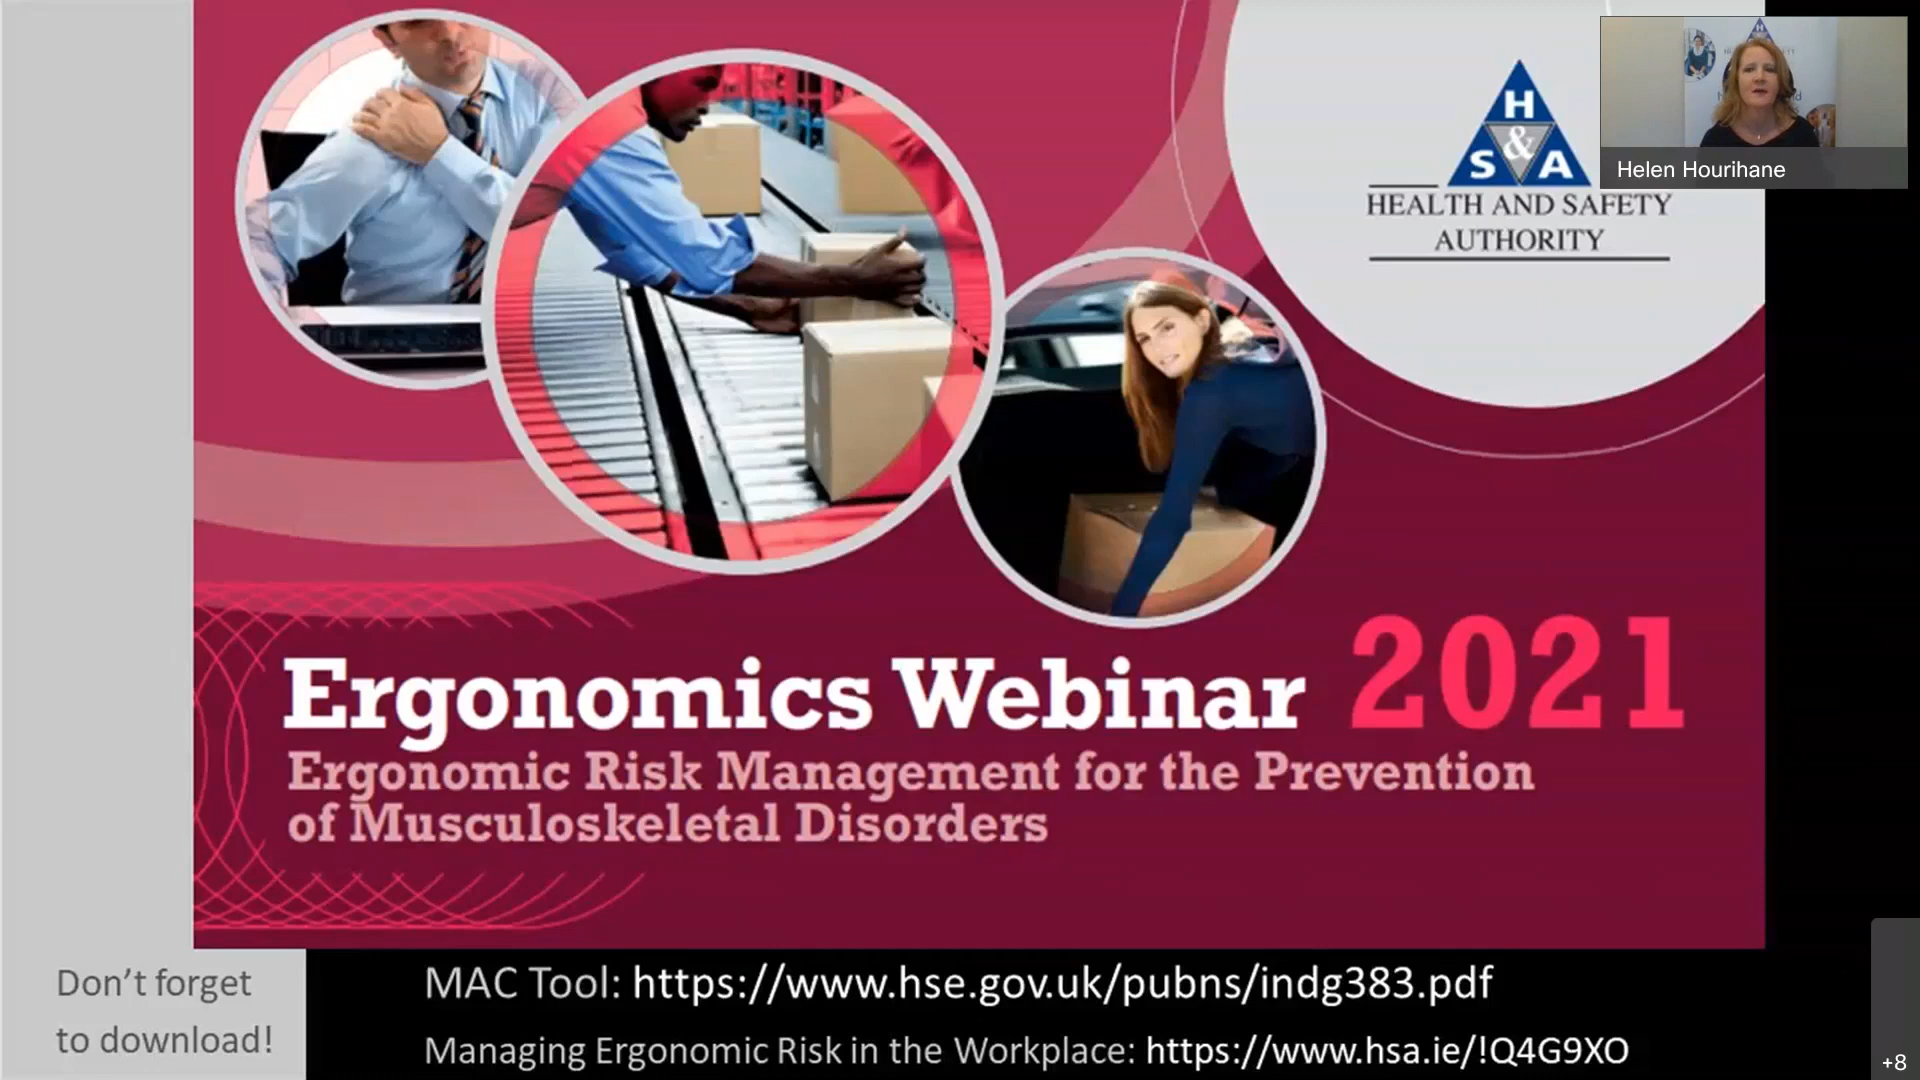 H
&
S A
HEALTH AND SAFETY
AUTHORITY
Helen Hourihane
Ergonomics Webinar 2021
Ergonomic Risk Management for the Prevention
of Musculoskeletal Disorders
Don't forget
to download!
MAC Tool: https://www.hse.gov.uk/pubns/indg383.pdf
Managing Ergonomic Risk in the Workplace: https://www.hsa.ie/!Q4G9XO
+8